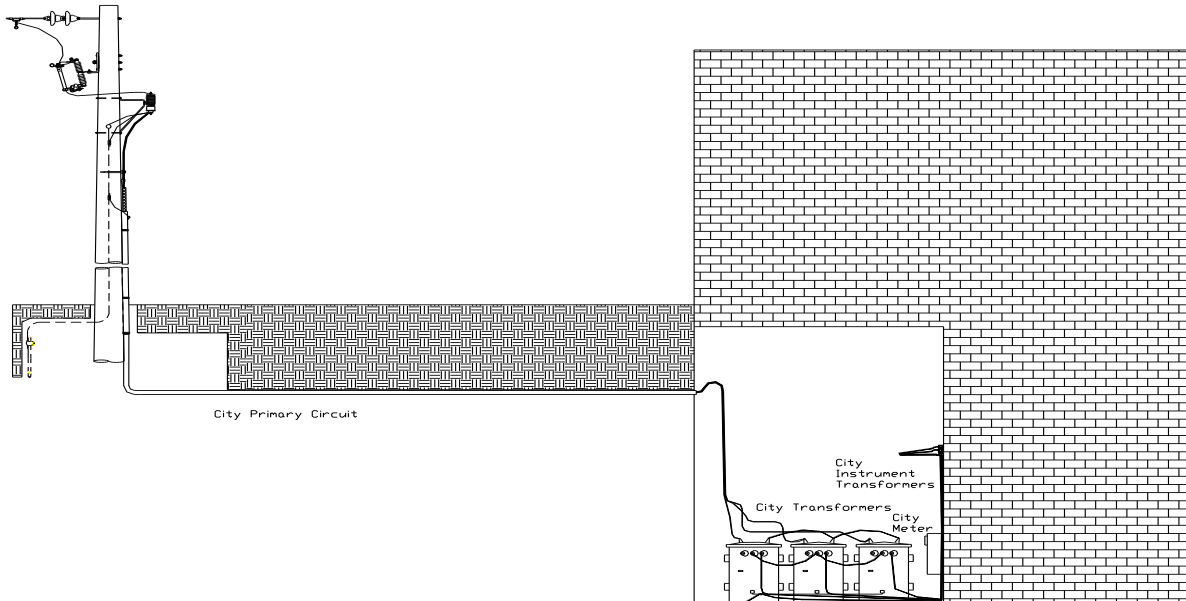 City Primary Circuit
City
Instrument
Transformers
City Transformers
City
Meter